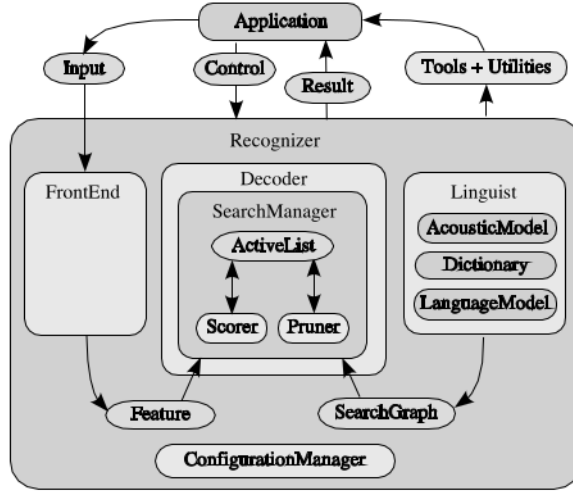 Application
Input
Control
Result
Tools + Utilities
Recognizer
FrontEnd
Decoder
SearchManager
ActiveList
Scorer
Pruner
Linguist
AcousticModel
Dictionary
LanguageModel
Feature
SearchGraph
ConfigurationManager